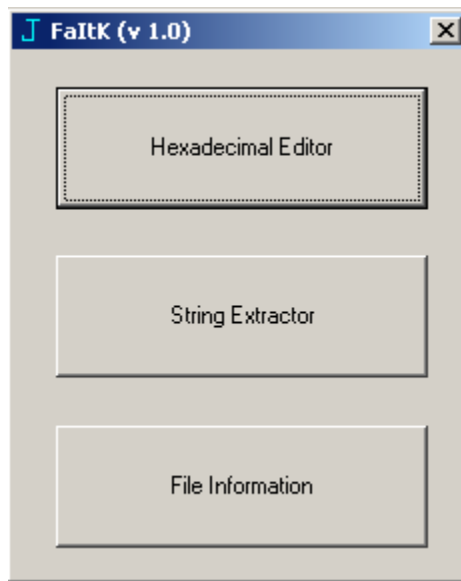 J FaItK (v 1.0)
Hexadecimal Editor
String Extractor
File Information